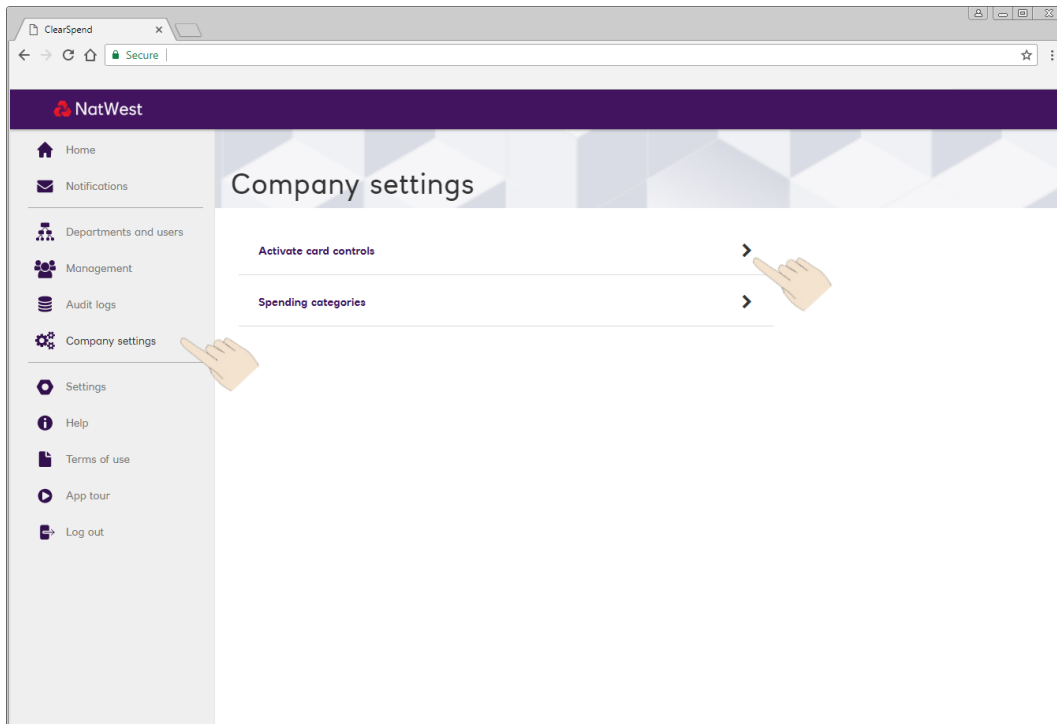 ClearSpend
Secure
NatWest
Home
Notifications
Departments and users
Management
Audit logs
Company settings
Settings
Help
Terms of use
App tour
Log out
Company settings
Activate card controls
Spending categories